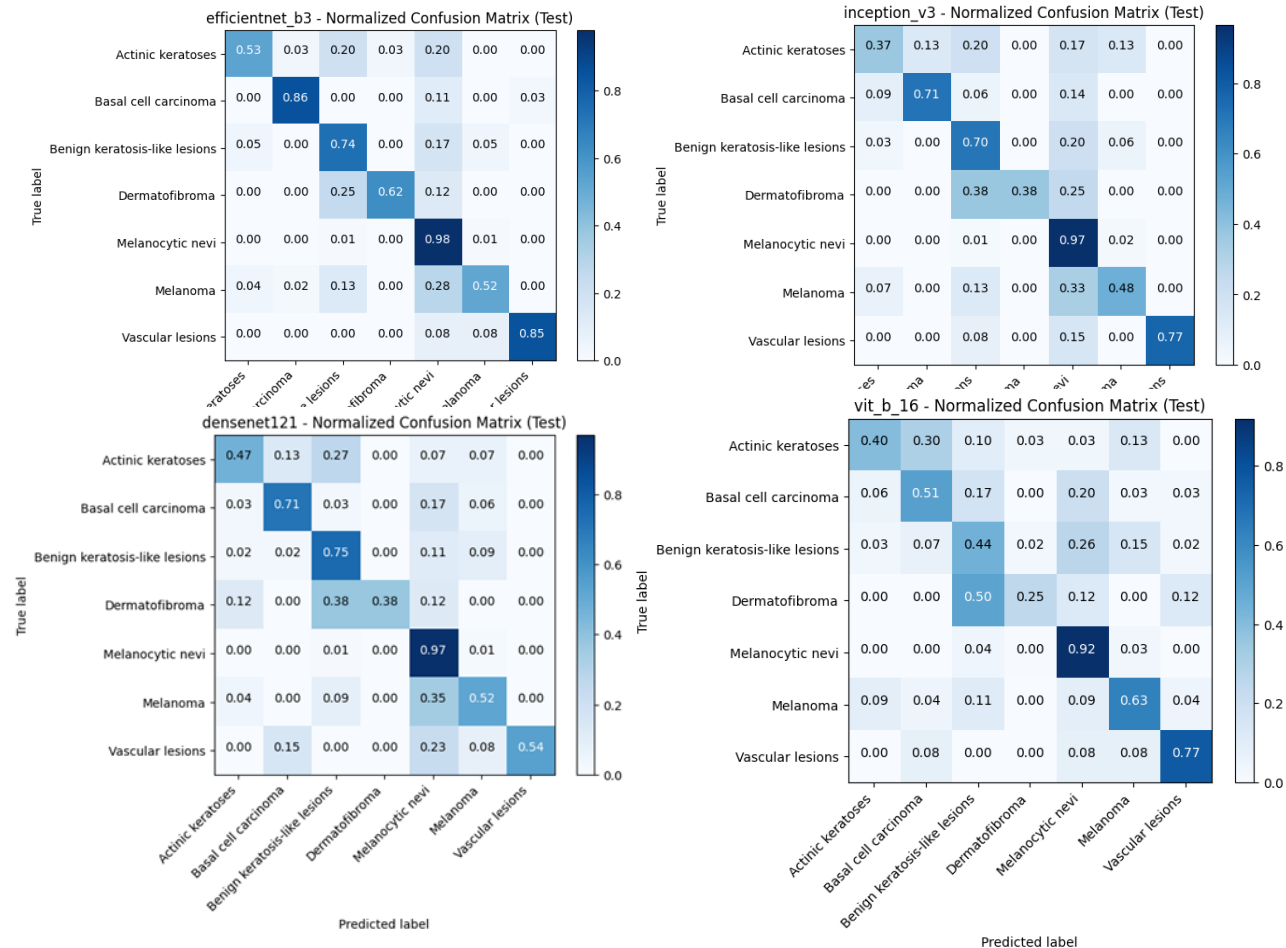 efficientnet_b3 - Normalized Confusion Matrix (Test)
True label
Actinic keratoses 0.53 0.03 0.20 0.03 0.20 0.00 0.00
Basal cell carcinoma 0.00 0.86 0.00 0.00 0.11 0.00 0.03
Benign keratosis-like lesions 0.05 0.00 0.74 0.00 0.17 0.05 0.00
Dermatofibroma 0.00 0.00 0.25 0.62 0.12 0.00 0.00
Melanocytic nevi 0.00 0.00 0.01 0.00 0.98 0.01 0.00
Melanoma 0.04 0.02 0.13 0.00 0.28 0.52 0.00
Vascular lesions 0.00 0.00 0.00 0.00 0.08 0.08 0.85
0.8
0.6
0.4
0.2
0.0
eratoses
arcinoma
e lesions
ofibroma
ytic nevi
elanoma
r lesions
inception_v3 - Normalized Confusion Matrix (Test)
True label
Actinic keratoses 0.37 0.13 0.20 0.00 0.17 0.13 0.00
Basal cell carcinoma 0.09 0.71 0.06 0.00 0.14 0.00 0.00
Benign keratosis-like lesions 0.03 0.00 0.70 0.00 0.20 0.06 0.00
Dermatofibroma 0.00 0.00 0.38 0.38 0.25 0.00 0.00
Melanocytic nevi 0.00 0.00 0.01 0.00 0.97 0.02 0.00
Melanoma 0.07 0.00 0.13 0.00 0.33 0.48 0.00
Vascular lesions 0.00 0.00 0.08 0.00 0.15 0.00 0.77
0.8
0.6
0.4
0.2
0.0
ses
oma
ons
oma
evi
oma
ons
densenet121 - Normalized Confusion Matrix (Test)
True label
Actinic keratoses 0.47 0.13 0.27 0.00 0.07 0.07 0.00
Basal cell carcinoma 0.03 0.71 0.03 0.00 0.17 0.06 0.00
Benign keratosis-like lesions 0.02 0.02 0.75 0.00 0.11 0.09 0.00
Dermatofibroma 0.12 0.00 0.38 0.38 0.12 0.00 0.00
Melanocytic nevi 0.00 0.00 0.01 0.00 0.97 0.01 0.00
Melanoma 0.04 0.00 0.09 0.00 0.35 0.52 0.00
Vascular lesions 0.00 0.15 0.00 0.00 0.23 0.08 0.54
0.8
0.6
0.4
0.2
0.0
Actinic keratoses
Basal cell carcinoma
Benign keratosis-like lesions
Dermatofibroma
Melanocytic nevi
Melanoma
Vascular lesions
Predicted label
vit_b_16 - Normalized Confusion Matrix (Test)
True label
Actinic keratoses 0.40 0.30 0.10 0.03 0.03 0.13 0.00
Basal cell carcinoma 0.06 0.51 0.17 0.00 0.20 0.03 0.03
Benign keratosis-like lesions 0.03 0.07 0.44 0.02 0.26 0.15 0.02
Dermatofibroma 0.00 0.00 0.50 0.25 0.12 0.00 0.12
Melanocytic nevi 0.00 0.00 0.04 0.00 0.92 0.03 0.00
Melanoma 0.09 0.04 0.11 0.00 0.09 0.63 0.04
Vascular lesions 0.00 0.08 0.00 0.00 0.08 0.08 0.77
0.8
0.6
0.4
0.2
0.0
Actinic keratoses
Basal cell carcinoma
Benign keratosis-like lesions
Dermatofibroma
Melanocytic nevi
Melanoma
Vascular lesions
Predicted label